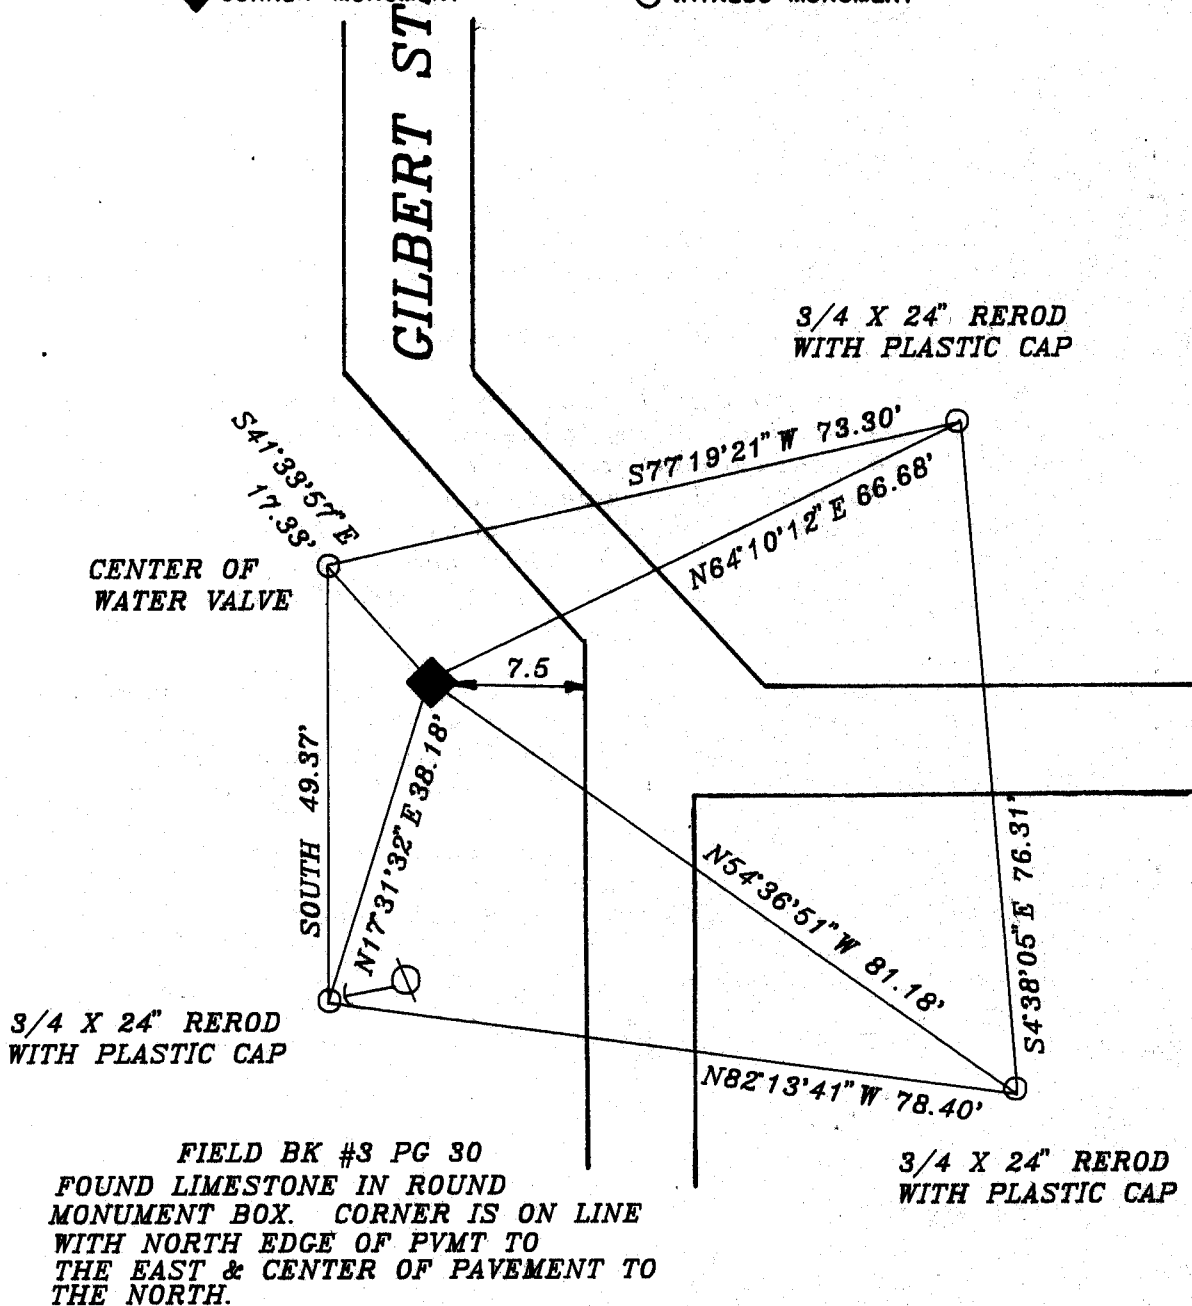 GILBERT ST
3/4 X 24" REROD
WITH PLASTIC CAP
S77°19'21" W 73.30'
N64°10'12" E 66.68'
S41°33'57" E
17.33'
CENTER OF
WATER VALVE
7.5
SOUTH 49.37'
N17°31'32" E 38.18'
N54°36'51" W 81.18'
S4°38'05" E 76.31'
3/4 X 24" REROD
WITH PLASTIC CAP
N82°13'41" W 78.40'
3/4 X 24" REROD
WITH PLASTIC CAP
FIELD BK #3 PG 30
FOUND LIMESTONE IN ROUND
MONUMENT BOX. CORNER IS ON LINE
WITH NORTH EDGE OF PVMT TO
THE EAST & CENTER OF PAVEMENT TO
THE NORTH.